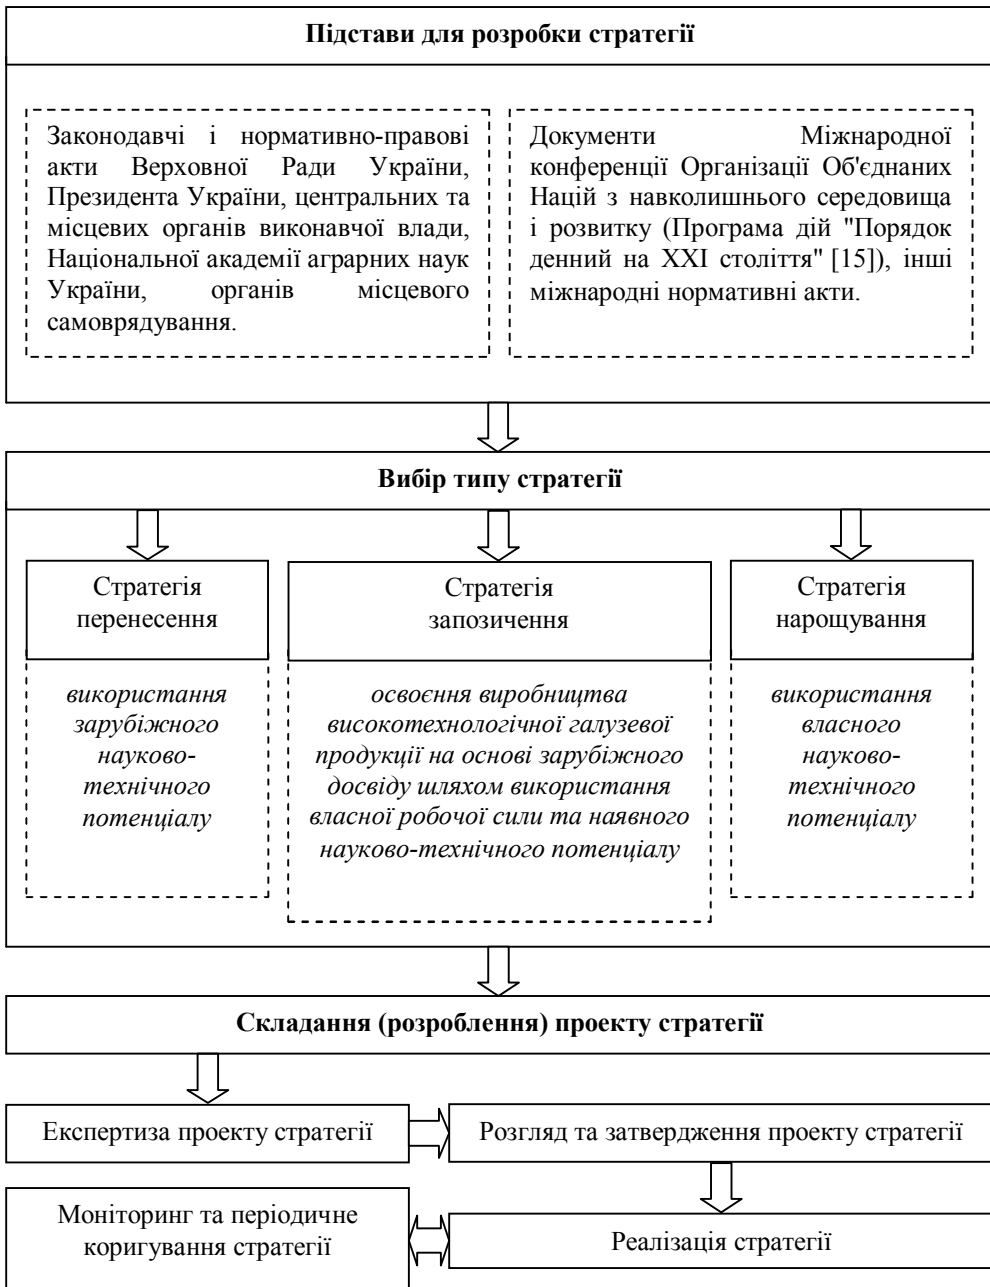 Підстави для розробки стратегії
Законодавчі і нормативно-правові
акти Верховної Ради України,
Президента України, центральних та
місцевих органів виконавчої влади,
Національної академії аграрних наук
України, органів місцевого
самоврядування.
Документи Міжнародної
конференції Організації Об'єднаних
Націй з навколишнього середовища
і розвитку (Програма дій "Порядок
денний на XXI століття" [15]), інші
міжнародні нормативні акти.
Вибір типу стратегії
Стратегія
перенесення
використання
зарубіжного
науково-
технічного
потенціалу
Стратегія
запозичення
освоєння виробництва
високотехнологічної галузевої
продукції на основі зарубіжного
досвіду шляхом використання
власної робочої сили та наявного
науково-технічного потенціалу
Стратегія
нарощування
використання
власного
науково-
технічного
потенціалу
Складання (розроблення) проекту стратегії
Експертиза проекту стратегії
Розгляд та затвердження проекту стратегії
Моніторинг та періодичне
коригування стратегії
Реалізація стратегії